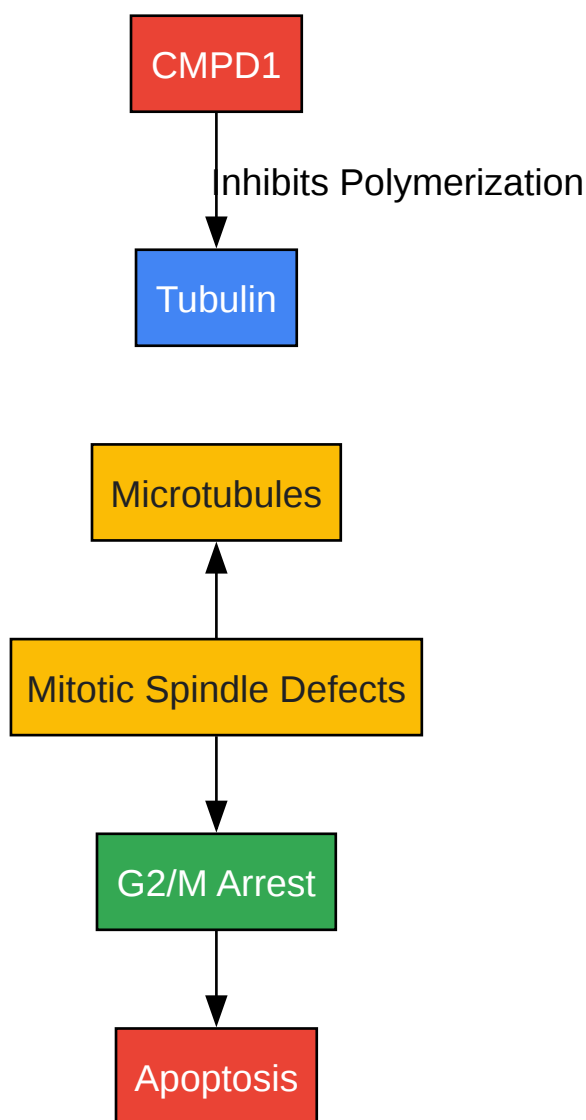 CMPD1
Inhibits Polymerization
Tubulin
Microtubules
Mitotic Spindle Defects
G2/M Arrest
Apoptosis